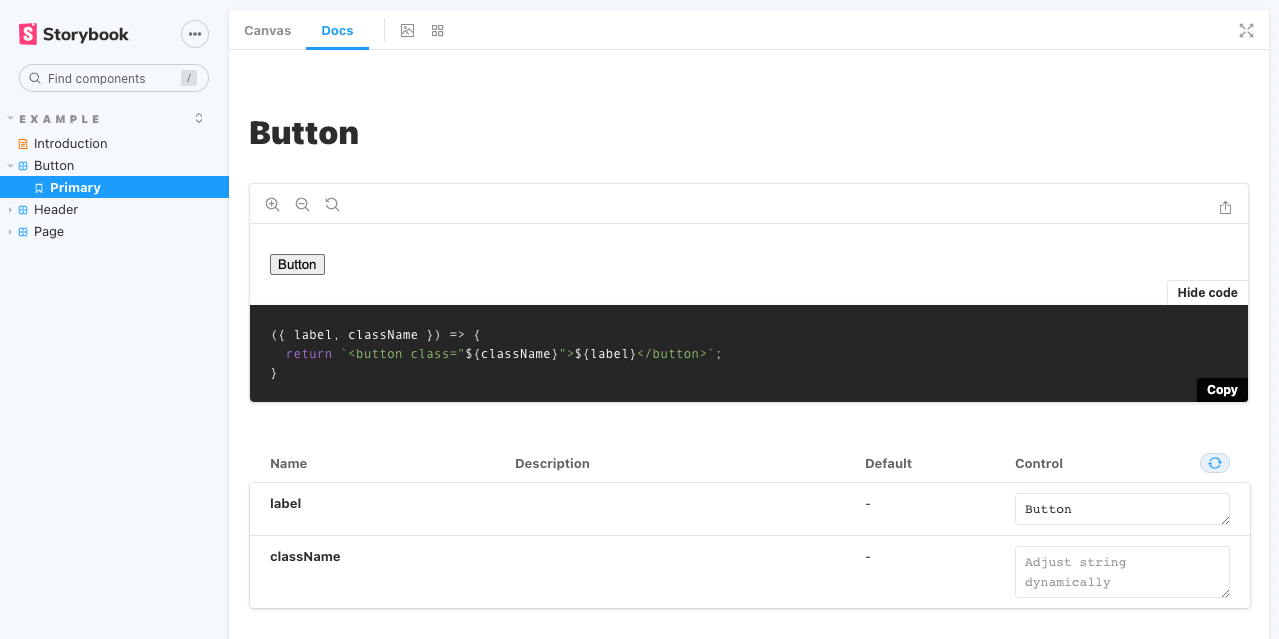 Storybook
Find components /
EXAMPLE
Introduction
Button
Primary
Header
Page
Canvas Docs
Button
Button
Hide code
({ label, className }) => {
  return `<button class="${className}">${label}</button>`;
}
Copy
Name Description Default Control
label - Button
className - Adjust string
dynamically